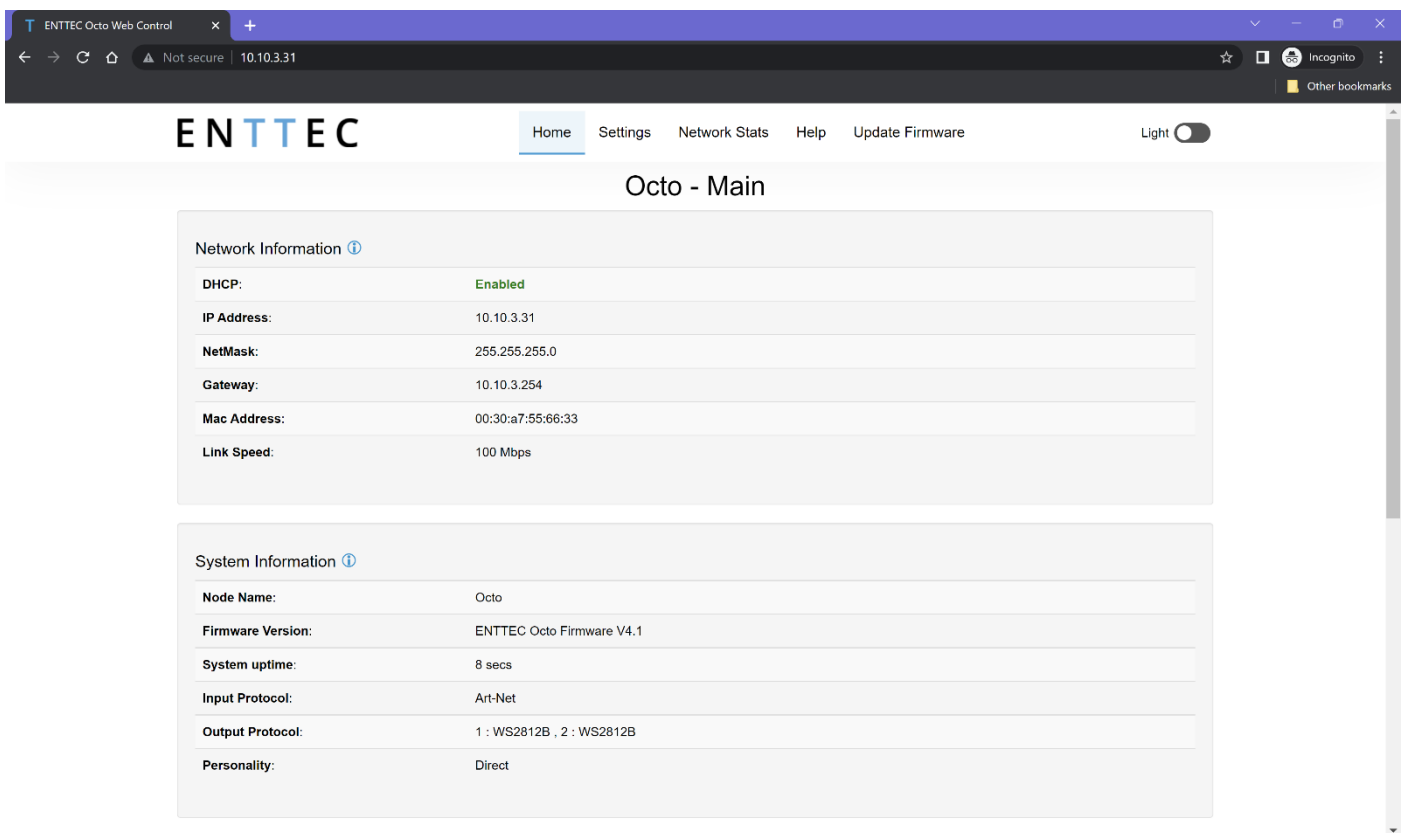 ENTTEC Octo Web Control
Not secure 10.10.3.31 Incognito
Other bookmarks
ENTTEC Home Settings Network Stats Help Update Firmware Light
Octo - Main
Network Information
DHCP: Enabled
IP Address: 10.10.3.31
NetMask: 255.255.255.0
Gateway: 10.10.3.254
Mac Address: 00:30:a7:55:66:33
Link Speed: 100 Mbps
System Information
Node Name: Octo
Firmware Version: ENTTEC Octo Firmware V4.1
System uptime: 8 secs
Input Protocol: Art-Net
Output Protocol: 1 : WS2812B , 2 : WS2812B
Personality: Direct